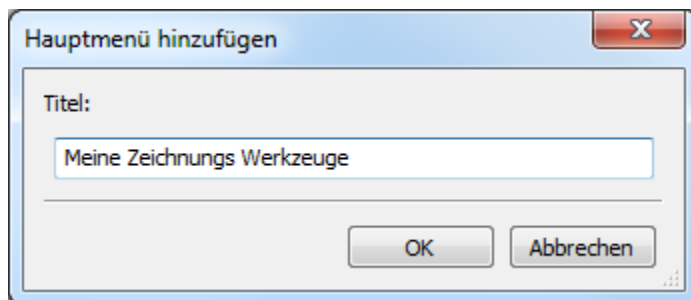 Hauptmenü hinzufügen
Titel:
Meine Zeichnungs Werkzeuge
OK
Abbrechen